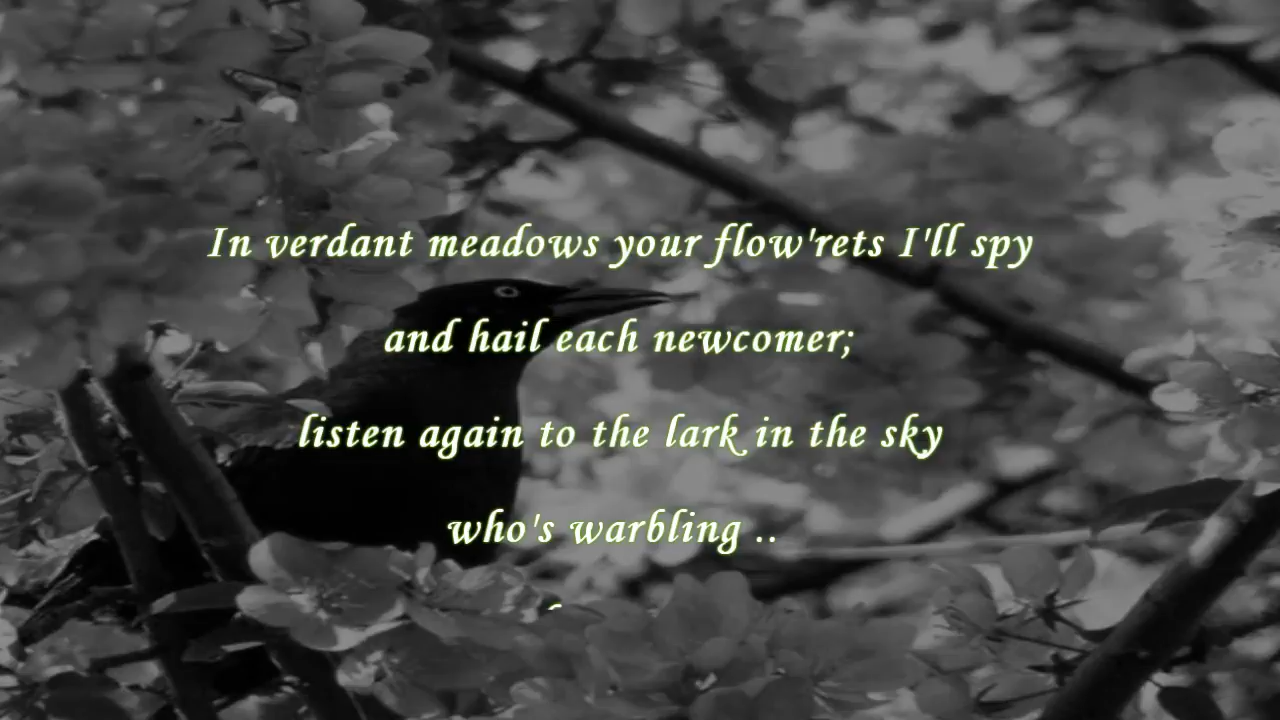 In verdant meadows your flow'rets I'll spy
and hail each newcomer;
listen again to the lark in the sky
who's warbling ..